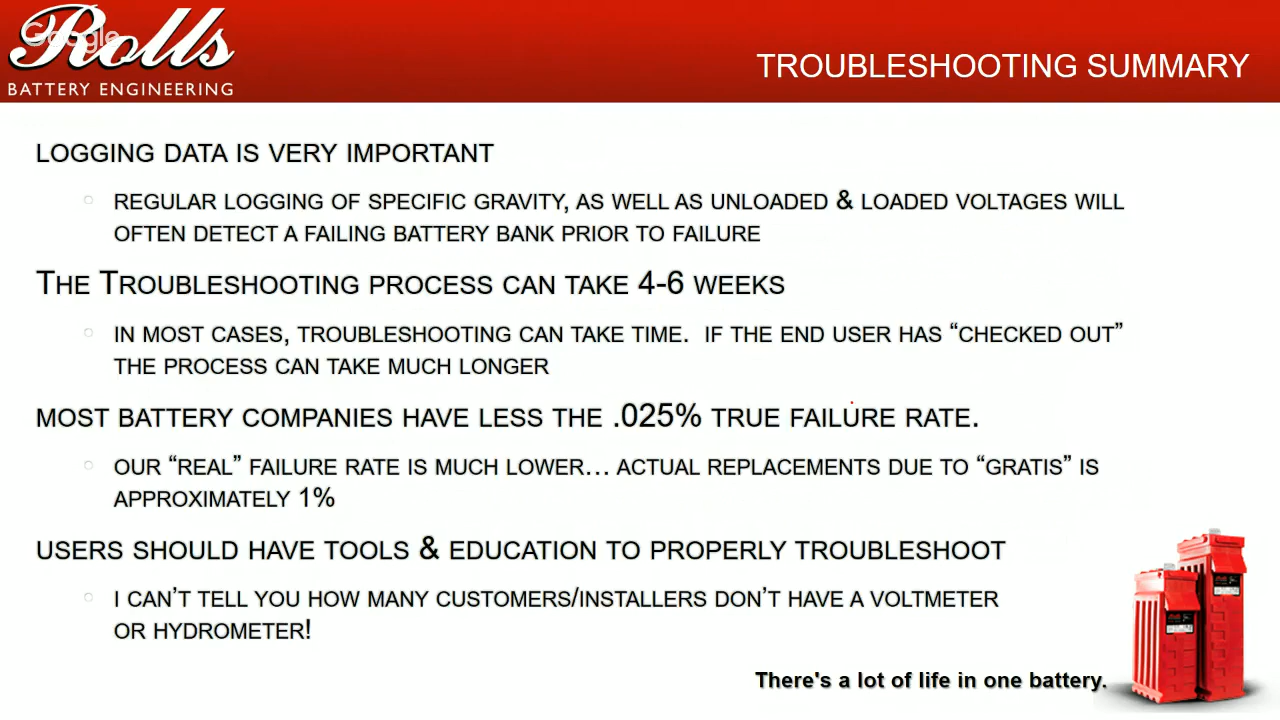 Rolls
Google
BATTERY ENGINEERING
TROUBLESHOOTING SUMMARY
LOGGING DATA IS VERY IMPORTANT
REGULAR LOGGING OF SPECIFIC GRAVITY, AS WELL AS UNLOADED & LOADED VOLTAGES WILL
OFTEN DETECT A FAILING BATTERY BANK PRIOR TO FAILURE
THE TROUBLESHOOTING PROCESS CAN TAKE 4-6 WEEKS
IN MOST CASES, TROUBLESHOOTING CAN TAKE TIME.  IF THE END USER HAS “CHECKED OUT”
THE PROCESS CAN TAKE MUCH LONGER
MOST BATTERY COMPANIES HAVE LESS THE .025% TRUE FAILURE RATE.
OUR “REAL” FAILURE RATE IS MUCH LOWER… ACTUAL REPLACEMENTS DUE TO “GRATIS” IS
APPROXIMATELY 1%
USERS SHOULD HAVE TOOLS & EDUCATION TO PROPERLY TROUBLESHOOT
I CAN’T TELL YOU HOW MANY CUSTOMERS/INSTALLERS DON’T HAVE A VOLTMETER
OR HYDROMETER!
There's a lot of life in one battery.